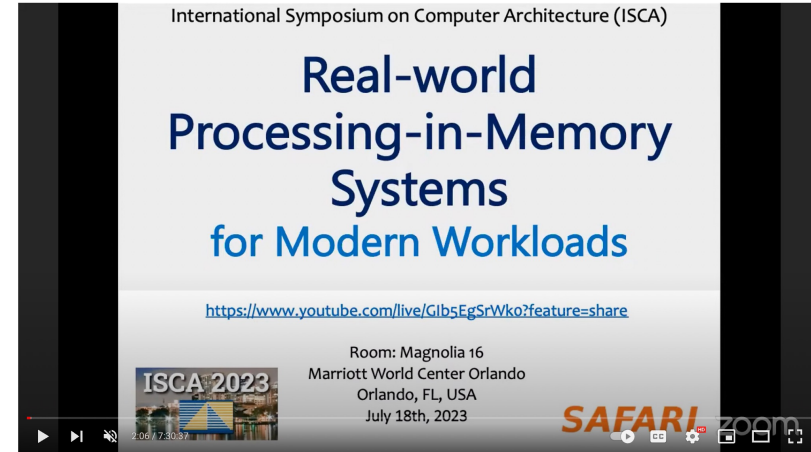 International Symposium on Computer Architecture (ISCA)
Real-world
Processing-in-Memory
Systems
for Modern Workloads
https://www.youtube.com/live/GIb5EgSrWk0?feature=share
Room: Magnolia 16
Marriott World Center Orlando
Orlando, FL, USA
July 18th, 2023
ISCA 2023
SAFARI
zoom
2:06 / 7:30:37
CC
HD